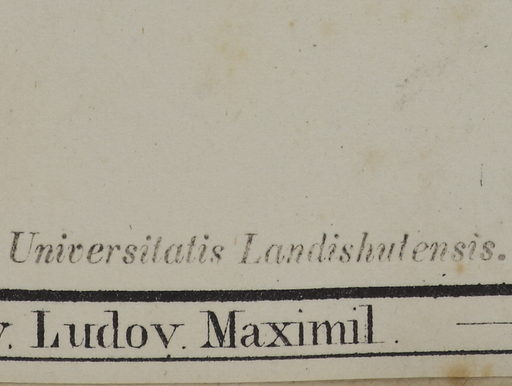 Universitatis Landishutensis.
v. Ludov. Maximil.